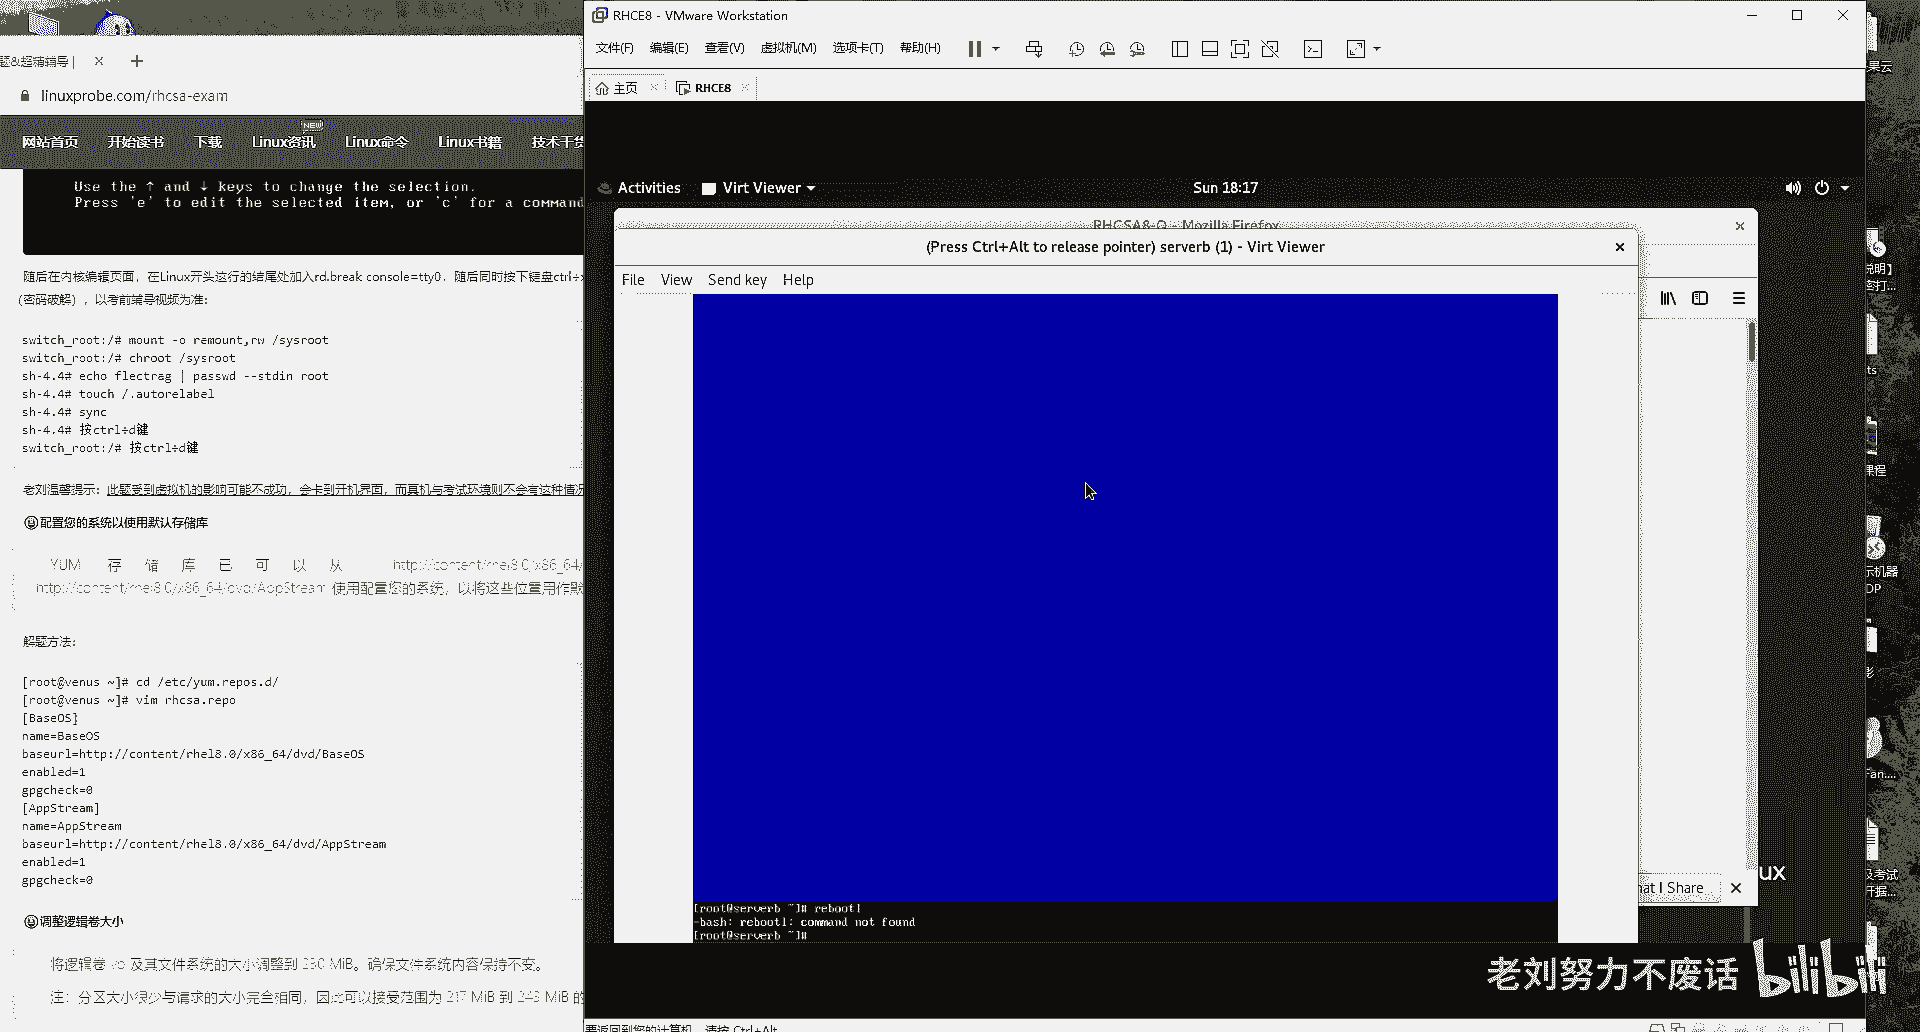 RHCE8 - VMware Workstation
文件(F) 编辑(E) 查看(V) 虚拟机(M) 选项卡(T) 帮助(H)
题&超精辅导 |
主页 RHCE8
linuxprobe.com/rhcsa-exam
NEW
网站首页 开始读书 下载 Linux资讯 Linux命令 Linux书籍 技术干货
Use the ↑ and ↓ keys to change the selection.
Press 'e' to edit the selected item, or 'c' for a command
Activities Virt Viewer Sun 18:17
RHCSA8-Q - Mozilla Firefox
(Press Ctrl+Alt to release pointer) serverb (1) - Virt Viewer
File View Send key Help
随后在内核编辑页面，在Linux开头这行的结尾处加入rd.break console=tty0，随后同时按下键盘ctrl+x
(密码破解），以考前辅导视频为准：
switch_root:/# mount -o remount,rw /sysroot
switch_root:/# chroot /sysroot
sh-4.4# echo flectrag | passwd --stdin root
sh-4.4# touch /.autorelabel
sh-4.4# sync
sh-4.4# 按ctrl+d键
switch_root:/# 按ctrl+d键
老刘温馨提示：此题受到虚拟机的影响可能不成功，会卡到开机界面，而真机与考试环境则不会有这种情况
配置您的系统以使用默认存储库
YUM 存储库已可以从 http://content/rhel8.0/x86_64/
http://content/rhel8.0/x86_64/dvd/AppStream 使用配置您的系统，以将这些位置用作默
解题方法：
[root@venus ~]# cd /etc/yum.repos.d/
[root@venus ~]# vim rhcsa.repo
[BaseOS]
name=BaseOS
baseurl=http://content/rhel8.0/x86_64/dvd/BaseOS
enabled=1
gpgcheck=0
[AppStream]
name=AppStream
baseurl=http://content/rhel8.0/x86_64/dvd/AppStream
enabled=1
gpgcheck=0
调整逻辑卷大小
将逻辑卷 vo 及其文件系统的大小调整到 230 MiB。确保文件系统内容保持不变。
注：分区大小很少与请求的大小完全相同，因此可以接受范围为 217 MiB 到 243 MiB 的
[root@serverb ~]# reboot1
-bash: reboot1: command not found
[root@serverb ~]#
hat I Share
ux
老刘努力不废话 bilibili
要返回到您的计算机，请按 Ctrl+Alt
果云
说明】
ts
课程
示机器
DP
影
Fan....
及考试